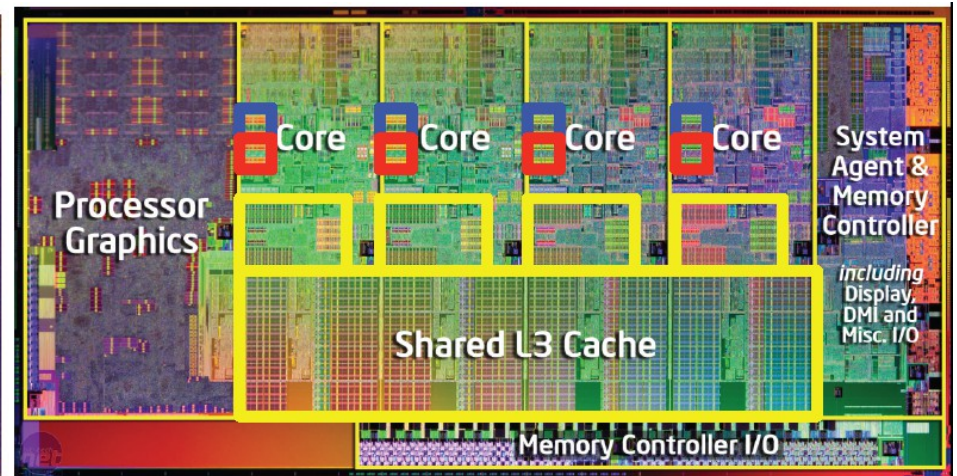 Processor
Graphics
Core
Core
Core
Core
System
Agent &
Memory
Controller
including
Display,
DMI and
Misc. I/O
Shared L3 Cache
Memory Controller I/O